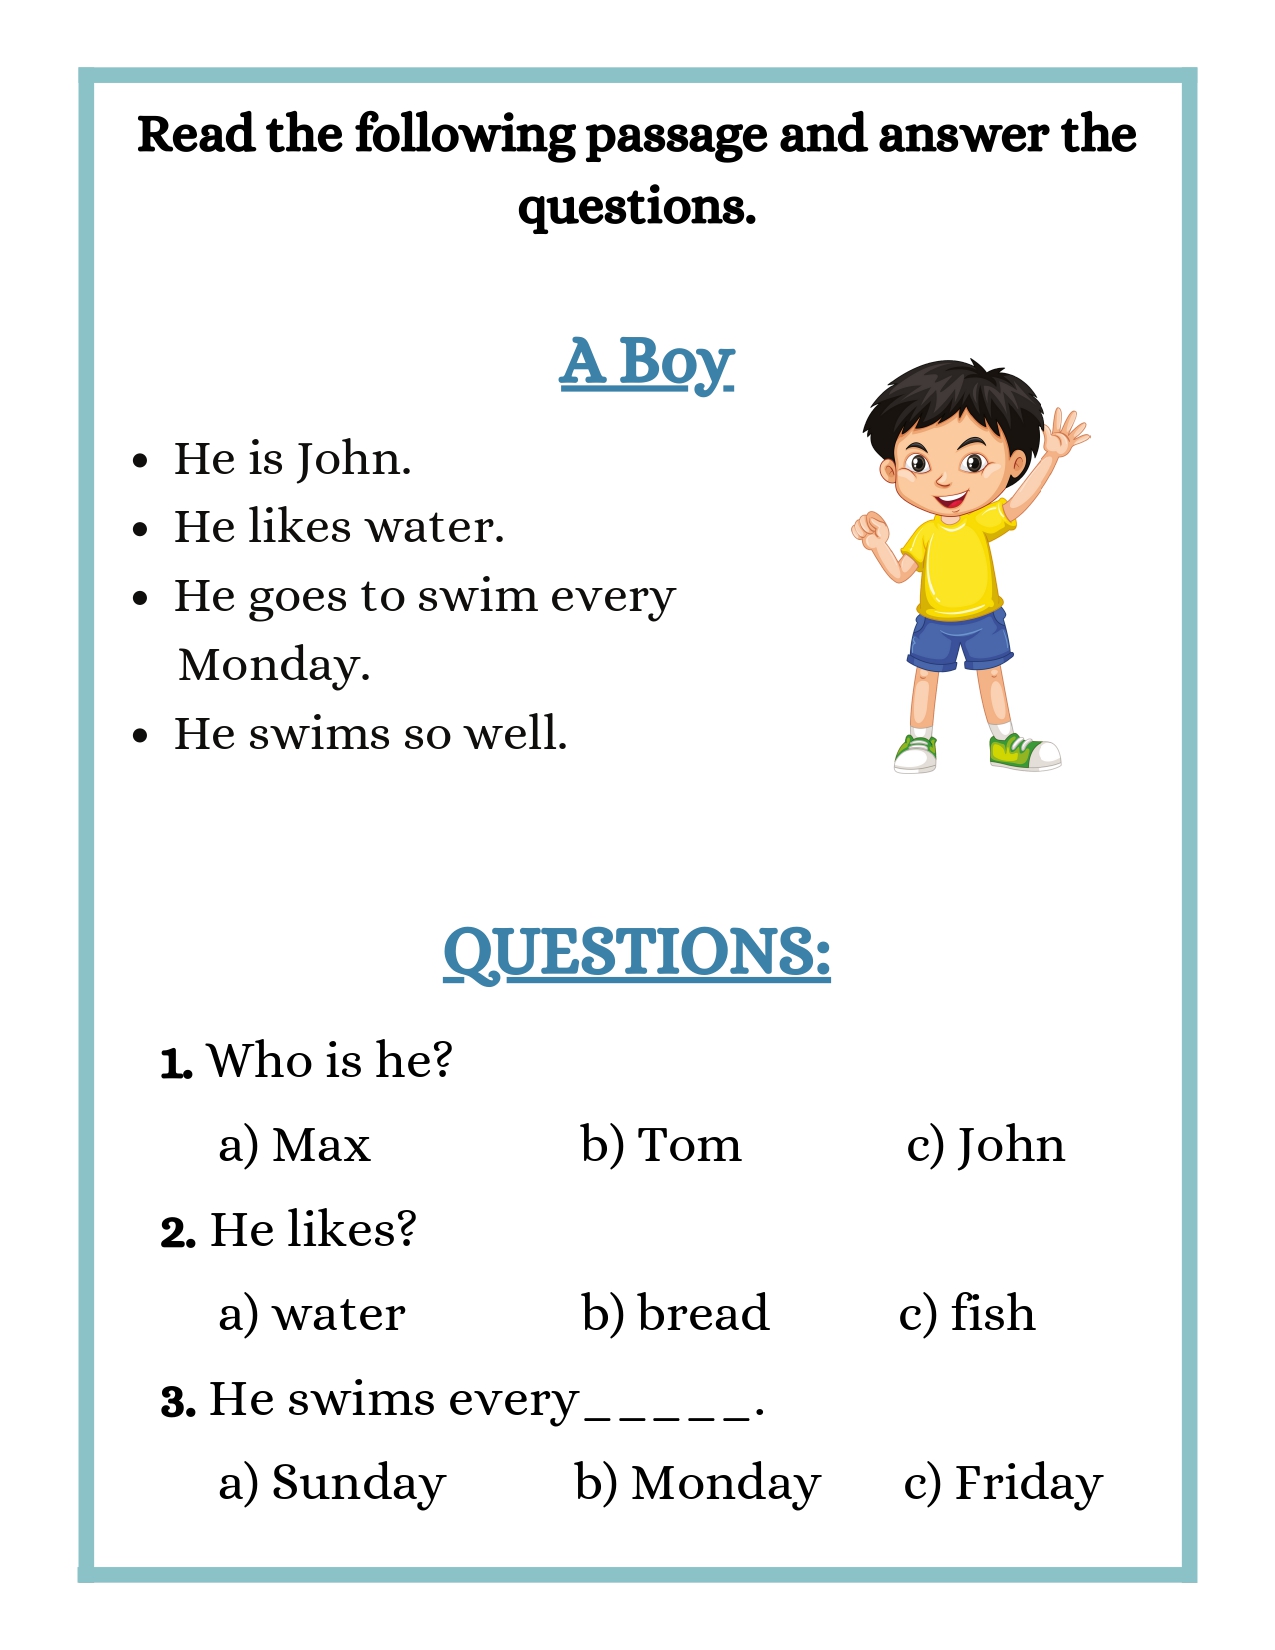 Read the following passage and answer the
questions.
A Boy
• He is John.
• He likes water.
• He goes to swim every
Monday.
• He swims so well.
QUESTIONS:
1. Who is he?
a) Max b) Tom c) John
2. He likes?
a) water b) bread c) fish
3. He swims every_____.
a) Sunday b) Monday c) Friday